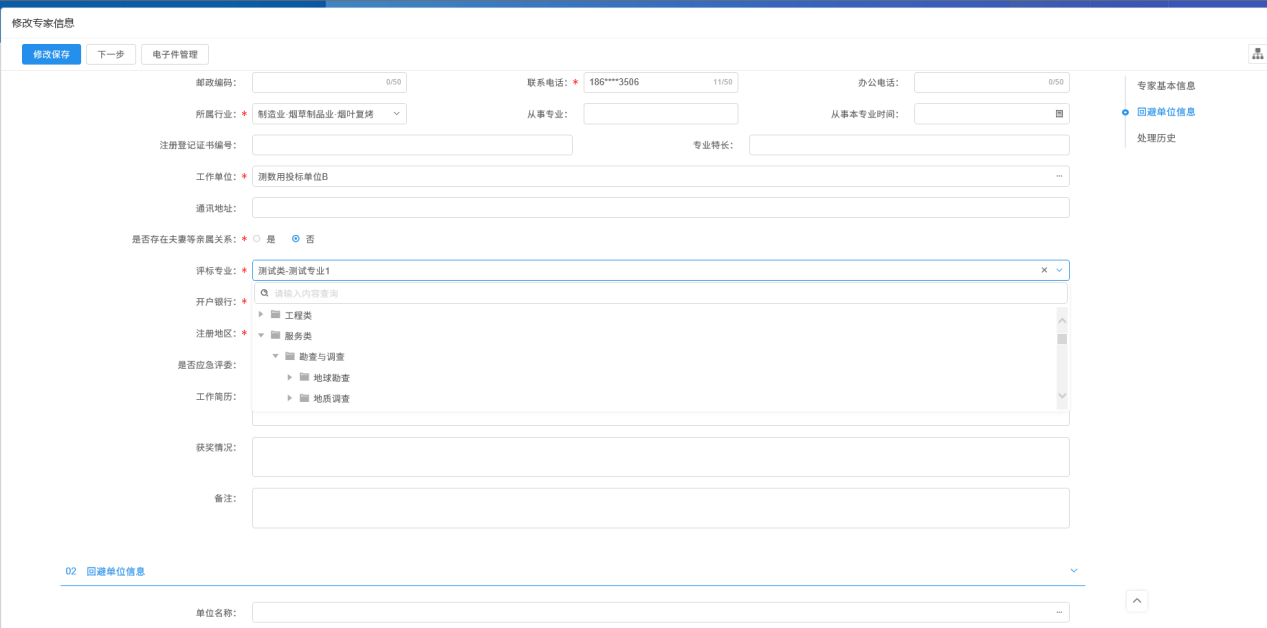 修改专家信息
修改保存 下一步 电子件管理
邮政编码： 0/50 联系电话：* 186****3506 11/50 办公电话： 0/50
所属行业：* 制造业·烟草制品业·烟叶复烤 从事专业： 从事本专业时间：
注册登记证书编号： 专业特长：
工作单位：* 测数用投标单位B ...
通讯地址：
是否存在夫妻等亲属关系：* 是 否
评标专业：* 测试类-测试专业1 ×
请输入内容查询
开户银行：*
工程类
注册地区：*
服务类
勘查与调查
是否应急评委：
地球勘查
工作简历：
地质调查
获奖情况：
备注：
02 回避单位信息
单位名称： ...
专家基本信息
回避单位信息
处理历史